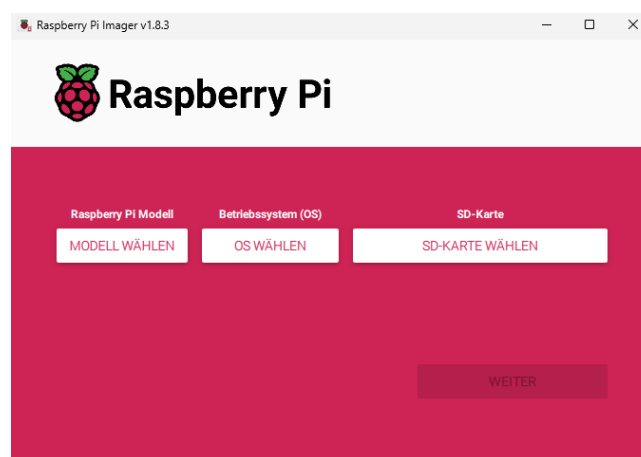 Raspberry Pi Imager v1.8.3
Raspberry Pi
Raspberry Pi Modell Betriebssystem (OS) SD-Karte
MODELL WÄHLEN OS WÄHLEN SD-KARTE WÄHLEN
WEITER